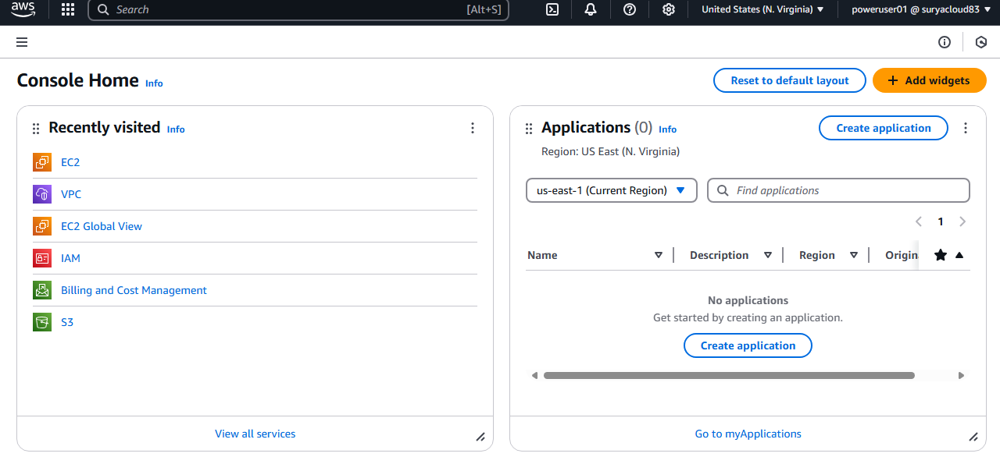 aws
Search [Alt+S]
United States (N. Virginia) poweruser01 @ suryacloud83
Console Home Info
Reset to default layout
Add widgets
Recently visited Info
EC2
VPC
EC2 Global View
IAM
Billing and Cost Management
S3
View all services
Applications (0) Info
Create application
Region: US East (N. Virginia)
us-east-1 (Current Region)
Find applications
1
Name Description Region Origin
No applications
Get started by creating an application.
Create application
Go to myApplications